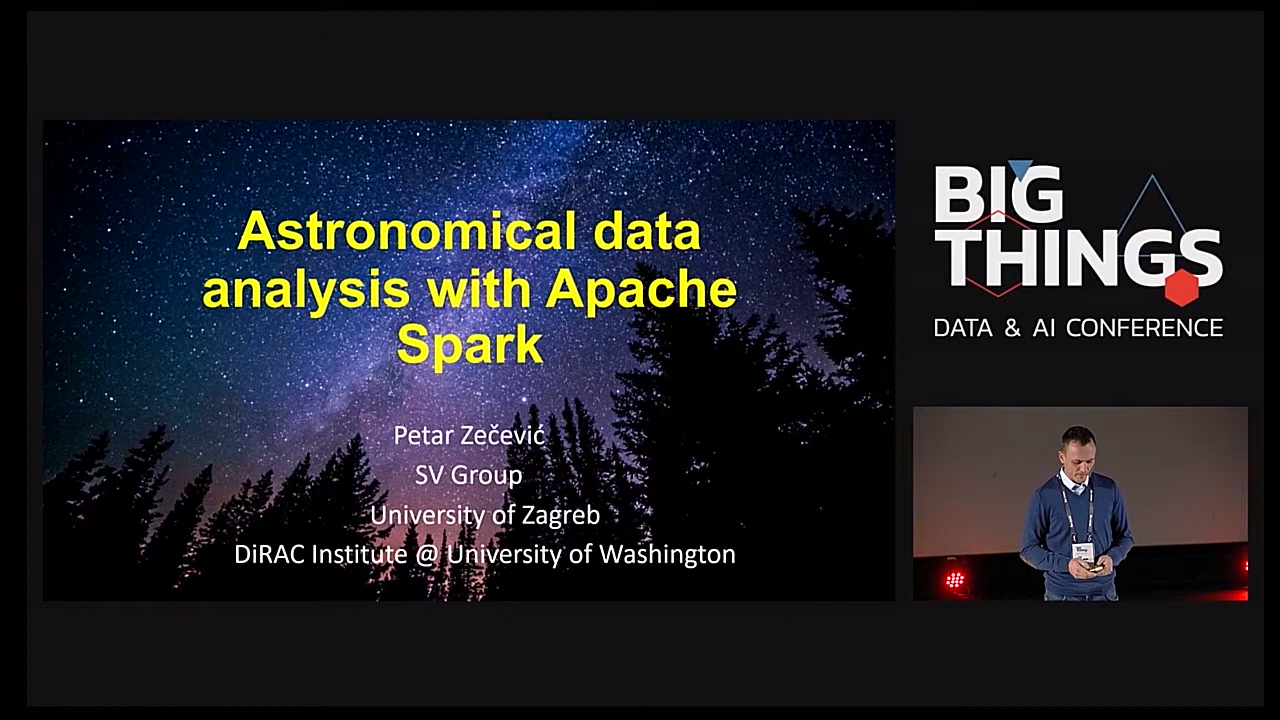 Astronomical data
analysis with Apache
Spark
Petar Zečević
SV Group
University of Zagreb
DiRAC Institute @ University of Washington
BIG
THINGS
DATA & AI CONFERENCE